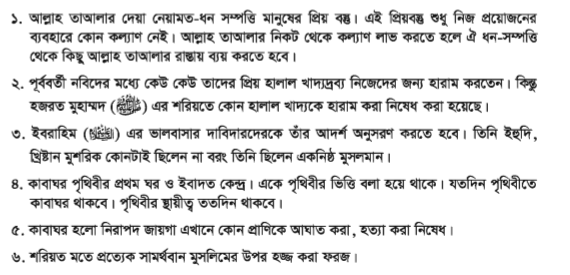 ১. আল্লাহ তাআলার দেয়া নেয়ামত-ধন সম্পত্তি মানুষের প্রিয় বস্তু। এই প্রিয়বস্তু শুধু নিজ প্রয়োজনের
ব্যবহারে কোন কল্যাণ নেই। আল্লাহ তাআলার নিকট থেকে কল্যাণ লাভ করতে হলে ঐ ধন-সম্পত্তি
থেকে কিছু আল্লাহ তাআলার রাস্তায় ব্যয় করতে হবে।
২. পূর্ববর্তী নবিদের মধ্যে কেউ কেউ তাদের প্রিয় হালাল খাদ্যদ্রব্য নিজেদের জন্য হারাম করতেন। কিন্তু
হজরত মুহাম্মদ (ﷺ) এর শরিয়তে কোন হালাল খাদ্যকে হারাম করা নিষেধ করা হয়েছে।
৩. ইবরাহিম () এর ভালবাসার দাবিদারদেরকে তাঁর আদর্শ অনুসরণ করতে হবে। তিনি ইহুদি,
খ্রিষ্টান মুশরিক কোনটাই ছিলেন না বরং তিনি ছিলেন একনিষ্ঠ মুসলমান।
৪. কাবাঘর পৃথিবীর প্রথম ঘর ও ইবাদত কেন্দ্র। একে পৃথিবীর ভিত্তি বলা হয়ে থাকে। যতদিন পৃথিবীতে
কাবাঘর থাকবে। পৃথিবীর স্থায়ীত্ব ততদিন থাকবে।
৫. কাবাঘর হলো নিরাপদ জায়গা এখানে কোন প্রাণিকে আঘাত করা, হত্যা করা নিষেধ।
৬. শরিয়ত মতে প্রত্যেক সামর্থবান মুসলিমের উপর হজ্জ করা ফরজ।